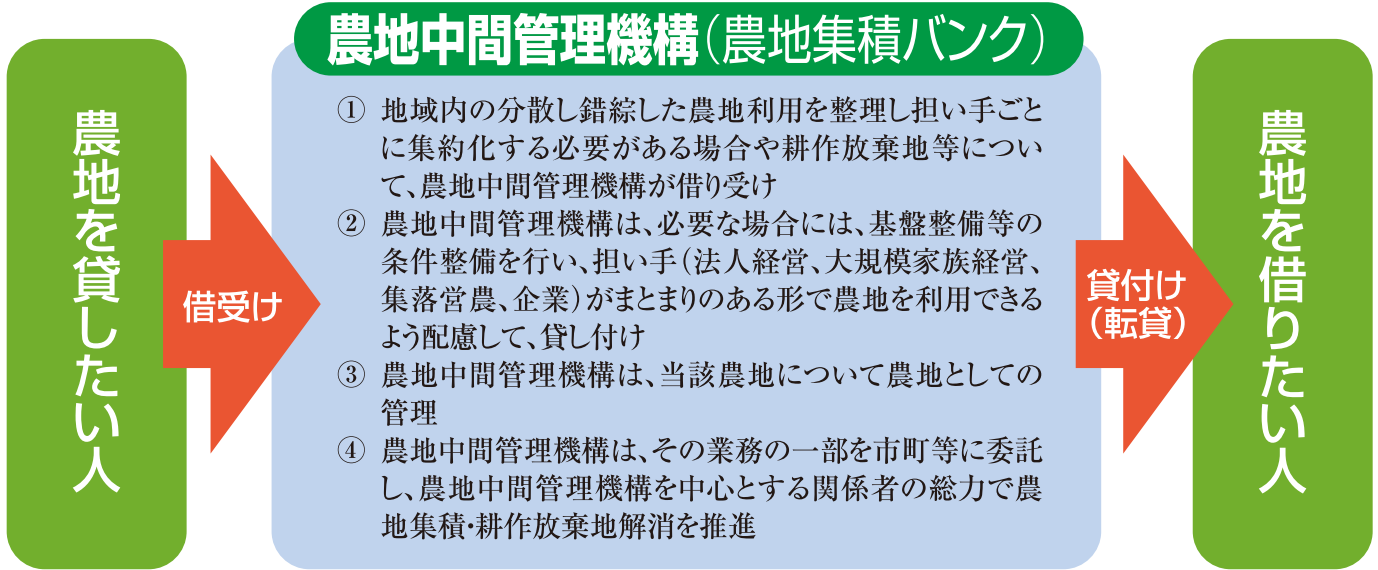 農地中間管理機構（農地集積バンク）
農地を貸したい人
借受け
① 地域内の分散し錯綜した農地利用を整理し担い手ごと
に集約化する必要がある場合や耕作放棄地等につい
て、農地中間管理機構が借り受け
② 農地中間管理機構は、必要な場合には、基盤整備等の
条件整備を行い、担い手（法人経営、大規模家族経営、
集落営農、企業）がまとまりのある形で農地を利用できる
よう配慮して、貸し付け
③ 農地中間管理機構は、当該農地について農地としての
管理
④ 農地中間管理機構は、その業務の一部を市町等に委託
し、農地中間管理機構を中心とする関係者の総力で農
地集積・耕作放棄地解消を推進
貸付け
（転貸）
農地を借りたい人